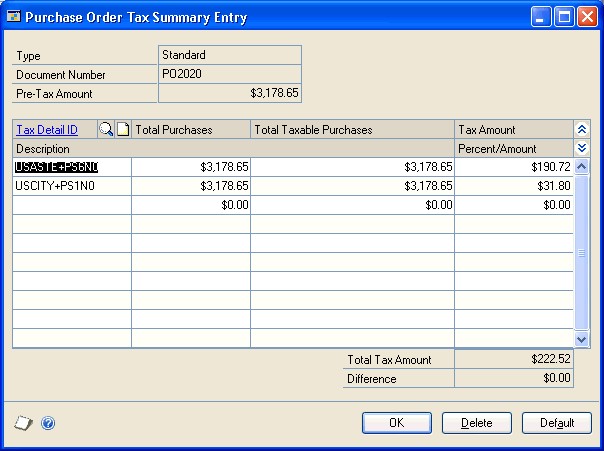 Purchase Order Tax Summary Entry
Type Standard
Document Number PO2020
Pre-Tax Amount $3,178.65
Tax Detail ID Total Purchases Total Taxable Purchases Tax Amount
Description Percent/Amount
USASTE+PS6N0 $3,178.65 $3,178.65 $190.72
USCITY+PS1N0 $3,178.65 $3,178.65 $31.80
$0.00 $0.00 $0.00
Total Tax Amount $222.52
Difference $0.00
OK Delete Default